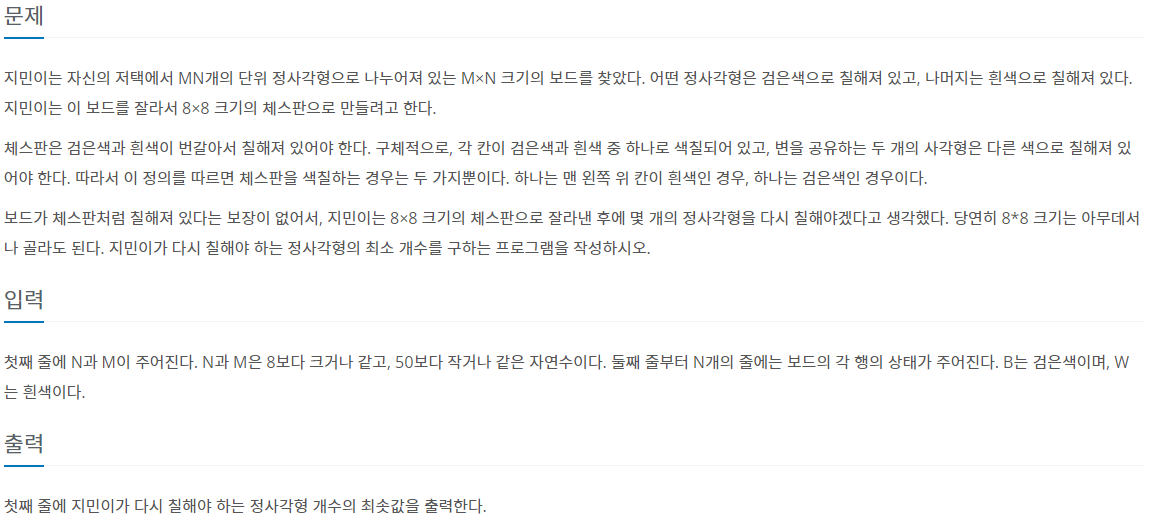 문제
지민이는 자신의 저택에서 MN개의 단위 정사각형으로 나누어져 있는 M×N 크기의 보드를 찾았다. 어떤 정사각형은 검은색으로 칠해져 있고, 나머지는 흰색으로 칠해져 있다.
지민이는 이 보드를 잘라서 8×8 크기의 체스판으로 만들려고 한다.
체스판은 검은색과 흰색이 번갈아서 칠해져 있어야 한다. 구체적으로, 각 칸이 검은색과 흰색 중 하나로 색칠되어 있고, 변을 공유하는 두 개의 사각형은 다른 색으로 칠해져 있
어야 한다. 따라서 이 정의를 따르면 체스판을 색칠하는 경우는 두 가지뿐이다. 하나는 맨 왼쪽 위 칸이 흰색인 경우, 하나는 검은색인 경우이다.
보드가 체스판처럼 칠해져 있다는 보장이 없어서, 지민이는 8×8 크기의 체스판으로 잘라낸 후에 몇 개의 정사각형을 다시 칠해야겠다고 생각했다. 당연히 8*8 크기는 아무데서
나 골라도 된다. 지민이가 다시 칠해야 하는 정사각형의 최소 개수를 구하는 프로그램을 작성하시오.
입력
첫째 줄에 N과 M이 주어진다. N과 M은 8보다 크거나 같고, 50보다 작거나 같은 자연수이다. 둘째 줄부터 N개의 줄에는 보드의 각 행의 상태가 주어진다. B는 검은색이며, W
는 흰색이다.
출력
첫째 줄에 지민이가 다시 칠해야 하는 정사각형 개수의 최솟값을 출력한다.